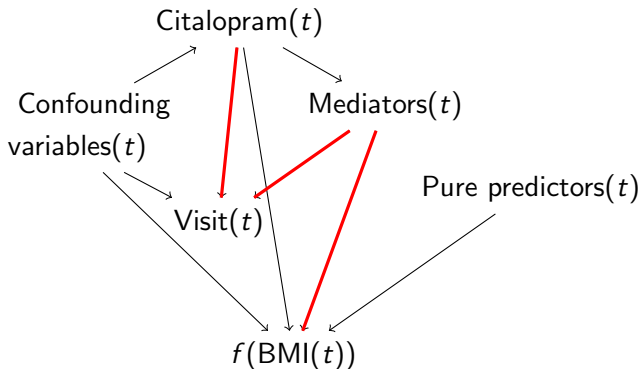 Citalopram(t)
Confounding
variables(t)
Mediators(t)
Pure predictors(t)
Visit(t)
f(BMI(t))